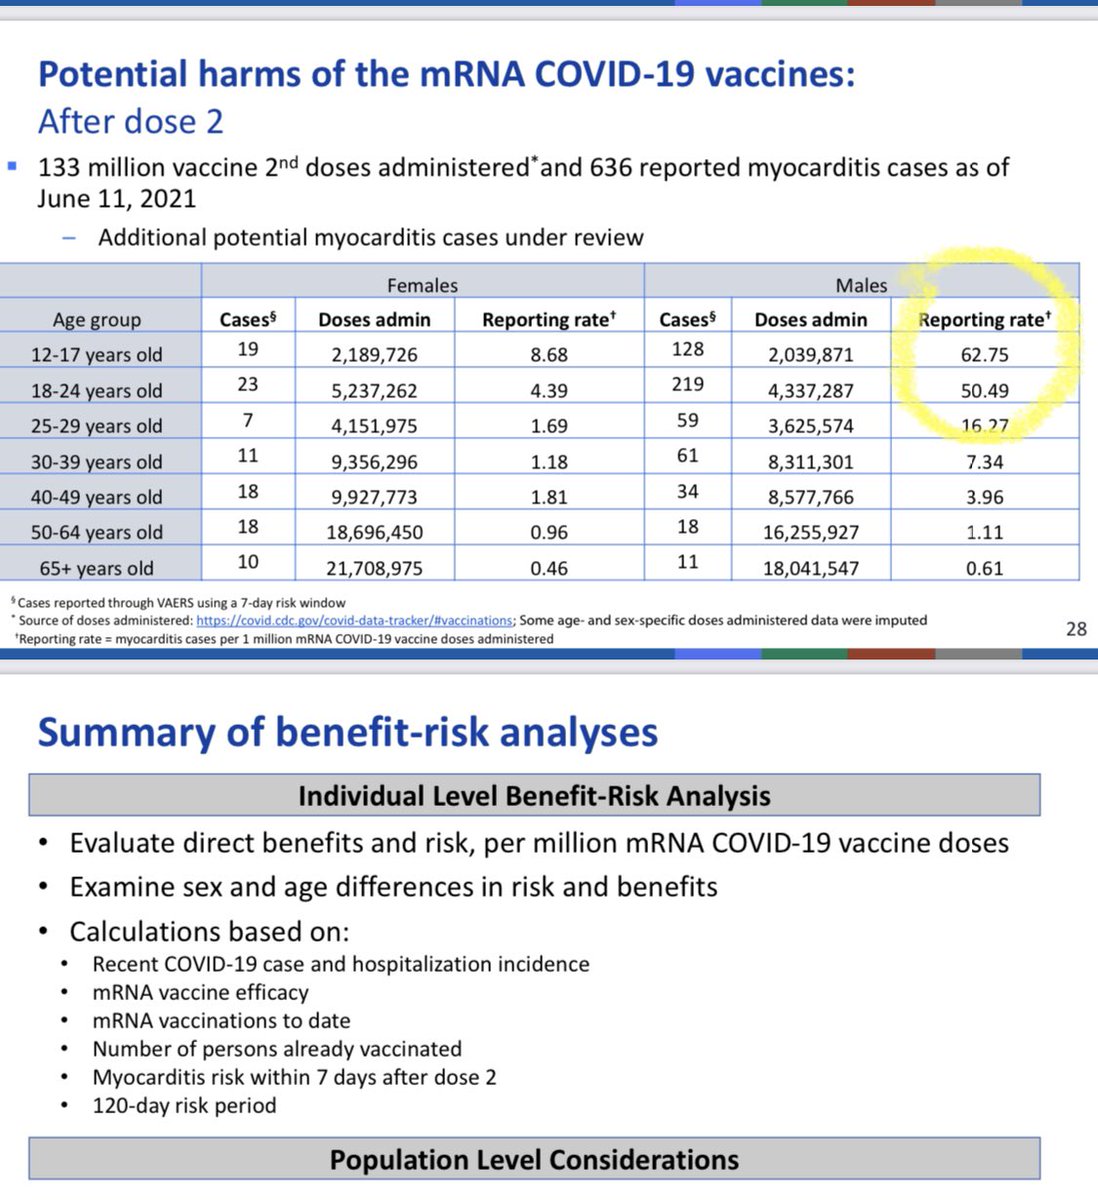 Potential harms of the mRNA COVID-19 vaccines:
After dose 2
▪ 133 million vaccine 2nd doses administered* and 636 reported myocarditis cases as of
June 11, 2021
– Additional potential myocarditis cases under review
Females Males
Age group Cases§ Doses admin Reporting rate† Cases§ Doses admin Reporting rate†
12-17 years old 19 2,189,726 8.68 128 2,039,871 62.75
18-24 years old 23 5,237,262 4.39 219 4,337,287 50.49
25-29 years old 7 4,151,975 1.69 59 3,625,574 16.27
30-39 years old 11 9,356,296 1.18 61 8,311,301 7.34
40-49 years old 18 9,927,773 1.81 34 8,577,766 3.96
50-64 years old 18 18,696,450 0.96 18 16,255,927 1.11
65+ years old 10 21,708,975 0.46 11 18,041,547 0.61
§ Cases reported through VAERS using a 7-day risk window
* Source of doses administered: https://covid.cdc.gov/covid-data-tracker/#vaccinations; Some age- and sex-specific doses administered data were imputed
†Reporting rate = myocarditis cases per 1 million mRNA COVID-19 vaccine doses administered
28
Summary of benefit-risk analyses
Individual Level Benefit-Risk Analysis
• Evaluate direct benefits and risk, per million mRNA COVID-19 vaccine doses
• Examine sex and age differences in risk and benefits
• Calculations based on:
• Recent COVID-19 case and hospitalization incidence
• mRNA vaccine efficacy
• mRNA vaccinations to date
• Number of persons already vaccinated
• Myocarditis risk within 7 days after dose 2
• 120-day risk period
Population Level Considerations